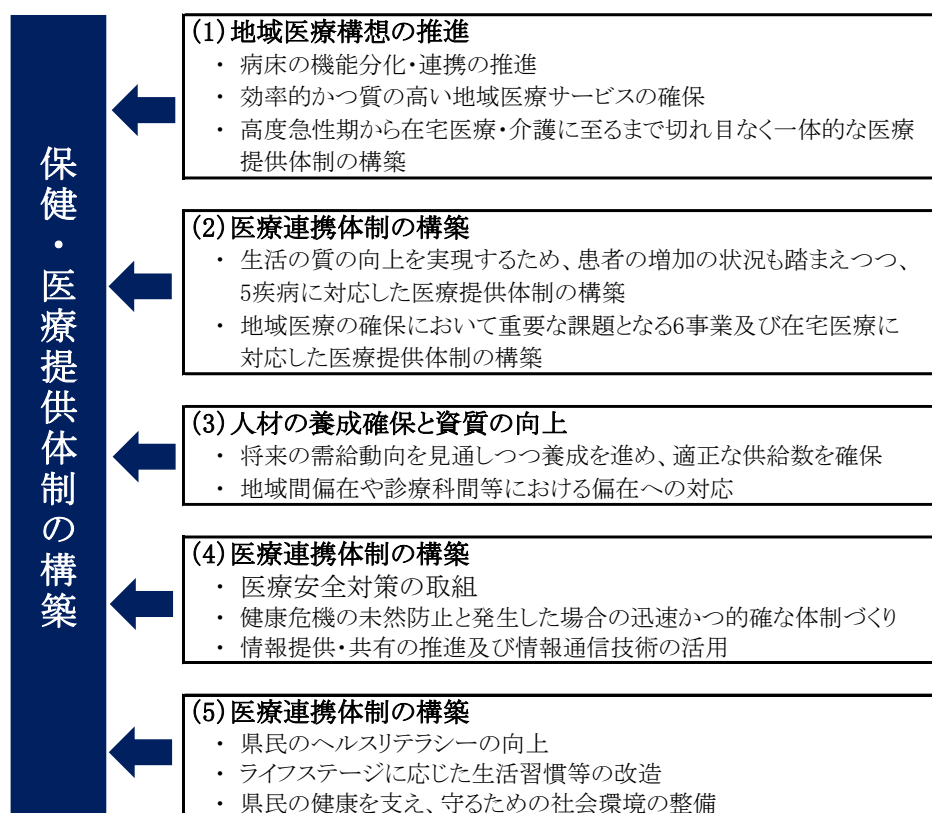 保健・医療提供体制の構築
(1)地域医療構想の推進
・ 病床の機能分化・連携の推進
・ 効率的かつ質の高い地域医療サービスの確保
・ 高度急性期から在宅医療・介護に至るまで切れ目なく一体的な医療
提供体制の構築
(2)医療連携体制の構築
・ 生活の質の向上を実現するため、患者の増加の状況も踏まえつつ、
5疾病に対応した医療提供体制の構築
・ 地域医療の確保において重要な課題となる6事業及び在宅医療に
対応した医療提供体制の構築
(3)人材の養成確保と資質の向上
・ 将来の需給動向を見通しつつ養成を進め、適正な供給数を確保
・ 地域間偏在や診療科間等における偏在への対応
(4)医療連携体制の構築
・ 医療安全対策の取組
・ 健康危機の未然防止と発生した場合の迅速かつ的確な体制づくり
・ 情報提供・共有の推進及び情報通信技術の活用
(5)医療連携体制の構築
・ 県民のヘルスリテラシーの向上
・ ライフステージに応じた生活習慣等の改造
・ 県民の健康を支え、守るための社会環境の整備